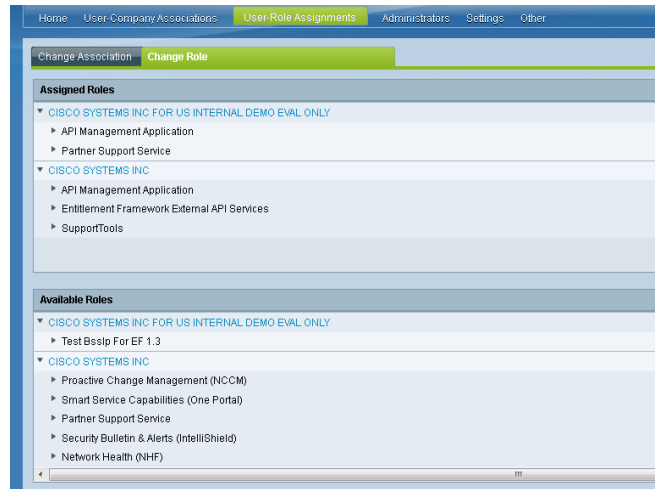 Home User-Company Associations User-Role Assignments Administrators Settings Other
Change Association Change Role
Assigned Roles
CISCO SYSTEMS INC FOR US INTERNAL DEMO EVAL ONLY
API Management Application
Partner Support Service
CISCO SYSTEMS INC
API Management Application
Entitlement Framework External API Services
SupportTools
Available Roles
CISCO SYSTEMS INC FOR US INTERNAL DEMO EVAL ONLY
Test Bsslp For EF 1.3
CISCO SYSTEMS INC
Proactive Change Management (NCCM)
Smart Service Capabilities (One Portal)
Partner Support Service
Security Bulletin & Alerts (IntelliShield)
Network Health (NHF)